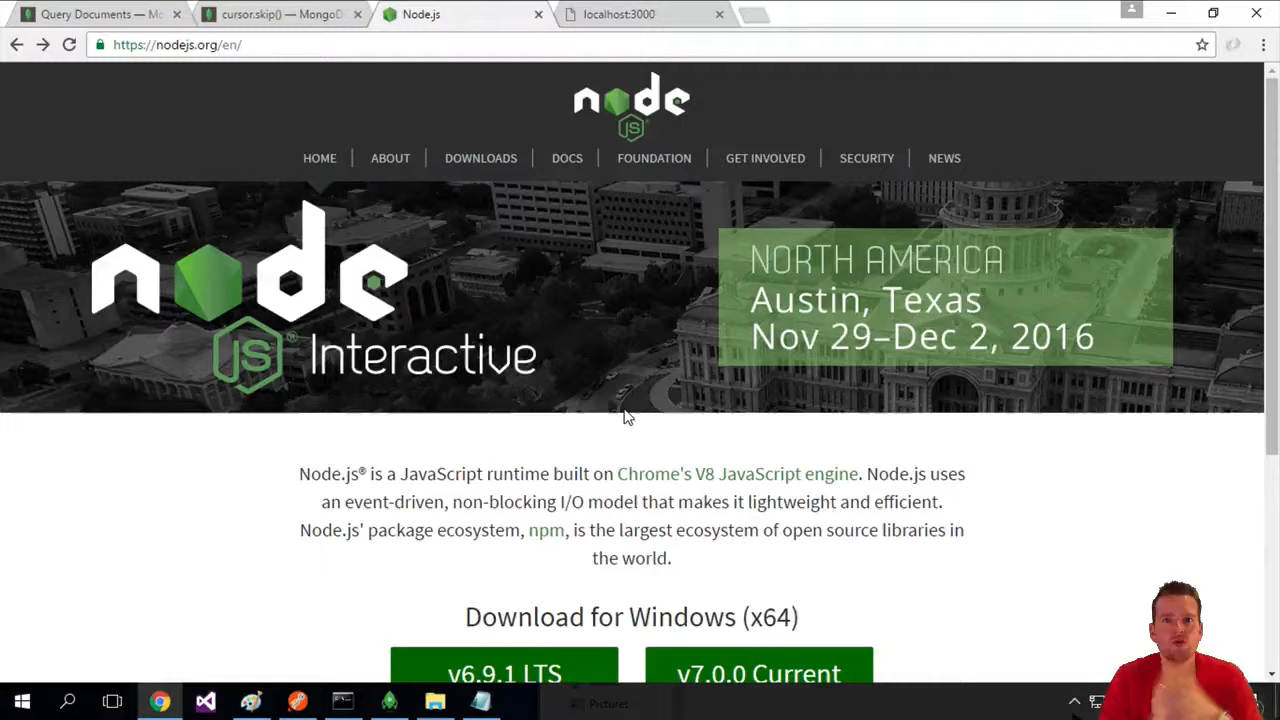 Query Documents — Mo
cursor.skip() — MongoD
Node.js
localhost:3000
https://nodejs.org/en/
node
JS
HOME
ABOUT
DOWNLOADS
DOCS
FOUNDATION
GET INVOLVED
SECURITY
NEWS
node
JS® Interactive
NORTH AMERICA
Austin, Texas
Nov 29–Dec 2, 2016
Node.js® is a JavaScript runtime built on Chrome's V8 JavaScript engine. Node.js uses
an event-driven, non-blocking I/O model that makes it lightweight and efficient.
Node.js' package ecosystem, npm, is the largest ecosystem of open source libraries in
the world.
Download for Windows (x64)
v6.9.1 LTS
v7.0.0 Current
Pictures